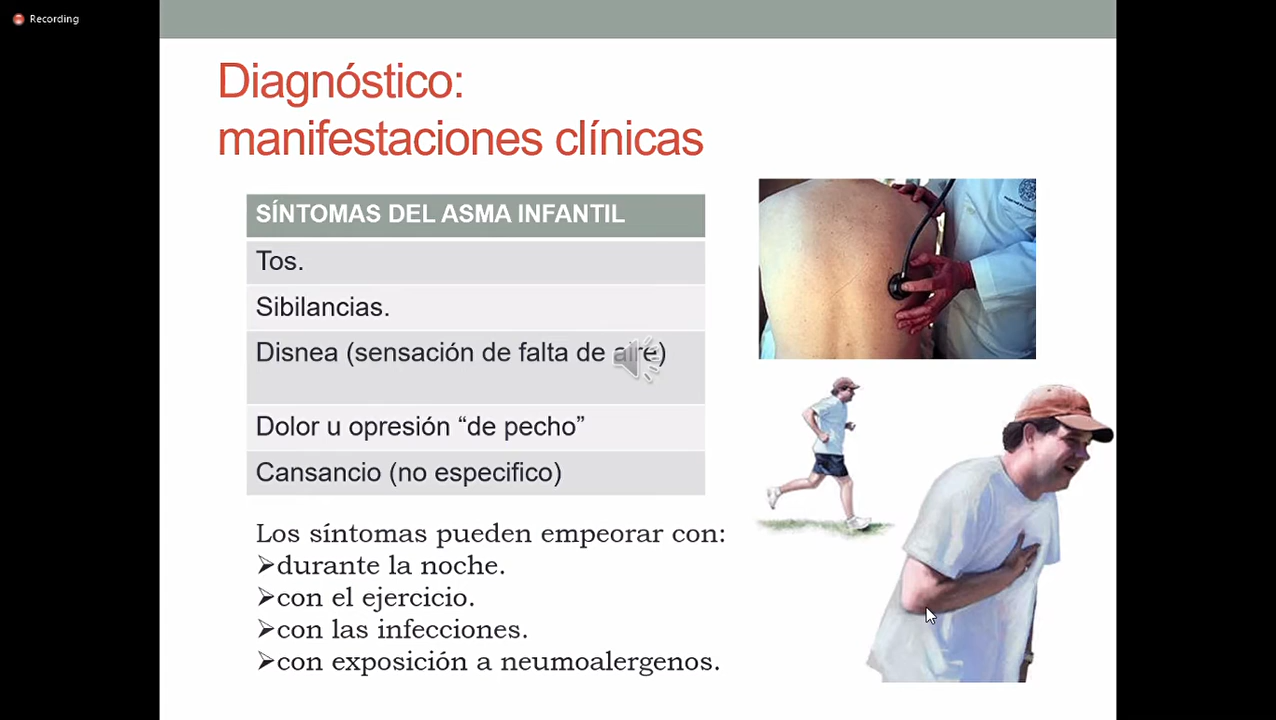 Recording
Diagnóstico:
manifestaciones clínicas
SÍNTOMAS DEL ASMA INFANTIL
Tos.
Sibilancias.
Disnea (sensación de falta de aire)
Dolor u opresión “de pecho”
Cansancio (no especifico)
Los síntomas pueden empeorar con:
➢durante la noche.
➢con el ejercicio.
➢con las infecciones.
➢con exposición a neumoalergenos.